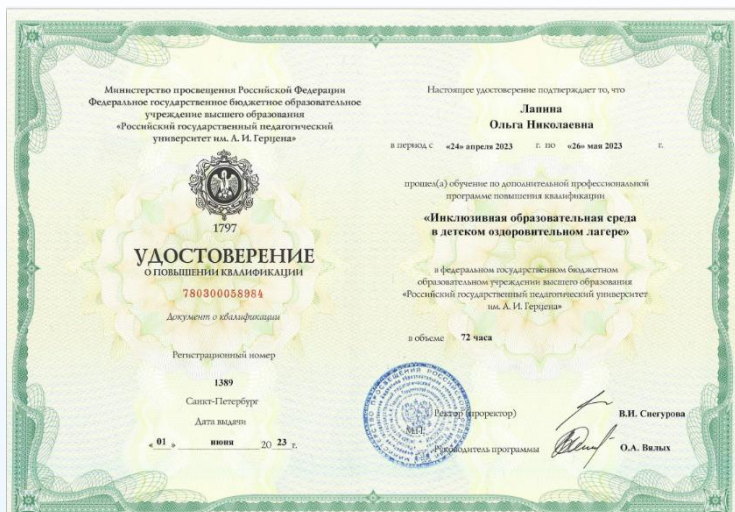 Министерство просвещения Российской Федерации
Федеральное государственное бюджетное образовательное
учреждение высшего образования
«Российский государственный педагогический
университет им. А. И. Герцена»
1797
УДОСТОВЕРЕНИЕ
О ПОВЫШЕНИИ КВАЛИФИКАЦИИ
780300058984
Документ о квалификации
Регистрационный номер
1389
Санкт-Петербург
Дата выдачи
« 01 » июня 20 23 г.
Настоящее удостоверение подтверждает то, что
Лапина
Ольга Николаевна
в период с «24» апреля 2023 г. по «26» мая 2023 г.
прошел(а) обучение по дополнительной профессиональной
программе повышения квалификации
«Инклюзивная образовательная среда
в детском оздоровительном лагере»
в федеральном государственном бюджетном
образовательном учреждении высшего образования
«Российский государственный педагогический университет
им. А. И. Герцена»
в объеме 72 часа
Ректор (проректор) В.И. Снегурова
М.П.
Руководитель программы О.А. Вялых